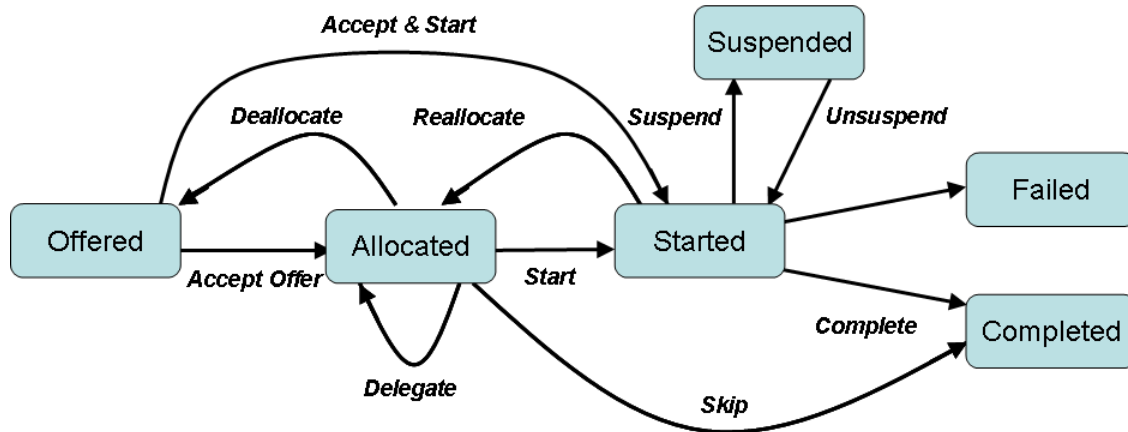 Accept & Start
Suspended
Deallocate
Reallocate
Suspend
Unsuspend
Failed
Offered
Allocated
Started
Accept Offer
Start
Complete
Completed
Delegate
Skip